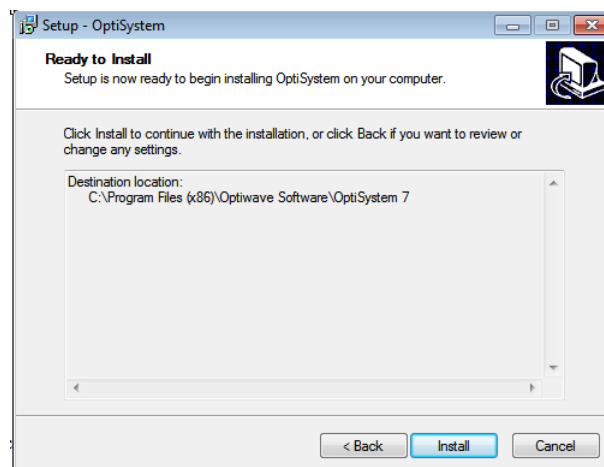 Setup - OptiSystem
Ready to Install
Setup is now ready to begin installing OptiSystem on your computer.
Click Install to continue with the installation, or click Back if you want to review or
change any settings.
Destination location:
C:\Program Files (x86)\Optiwave Software\OptiSystem 7
< Back
Install
Cancel